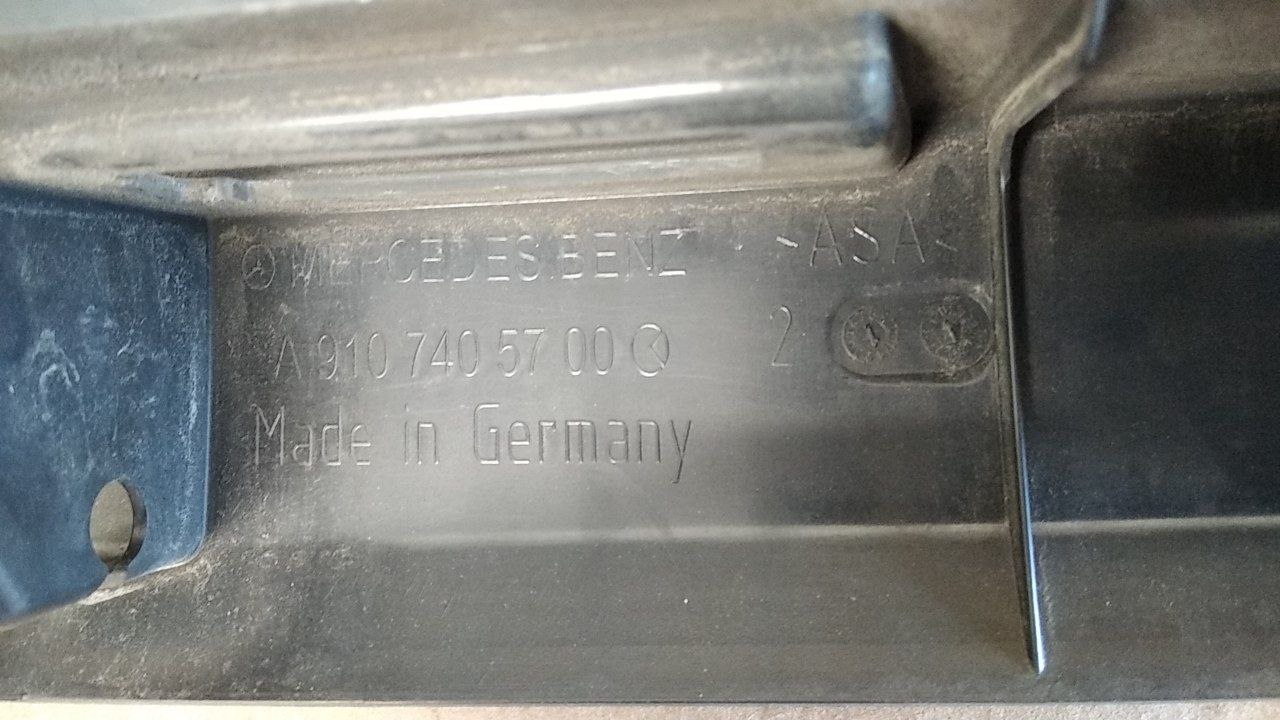 MERCEDES BENZ >ASA<
A 910 740 57 00 2
Made in Germany